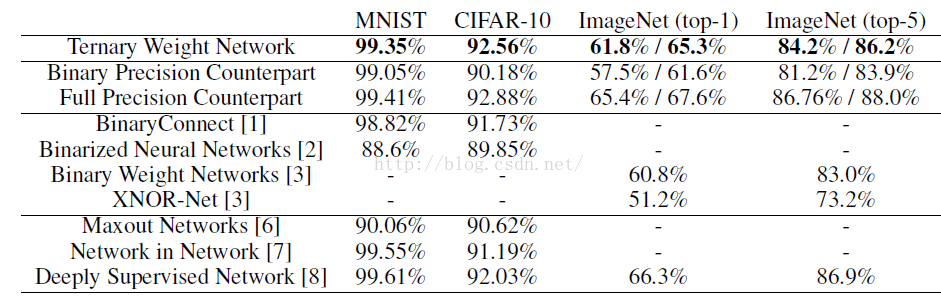 MNIST CIFAR-10 ImageNet (top-1) ImageNet (top-5)
Ternary Weight Network 99.35% 92.56% 61.8% / 65.3% 84.2% / 86.2%
Binary Precision Counterpart 99.05% 90.18% 57.5% / 61.6% 81.2% / 83.9%
Full Precision Counterpart 99.41% 92.88% 65.4% / 67.6% 86.76% / 88.0%
BinaryConnect [1] 98.82% 91.73% - -
Binarized Neural Networks [2] 88.6% 89.85% - -
http://blog.csdn.net/
Binary Weight Networks [3] - - 60.8% 83.0%
XNOR-Net [3] - - 51.2% 73.2%
Maxout Networks [6] 90.06% 90.62% - -
Network in Network [7] 99.55% 91.19% - -
Deeply Supervised Network [8] 99.61% 92.03% 66.3% 86.9%